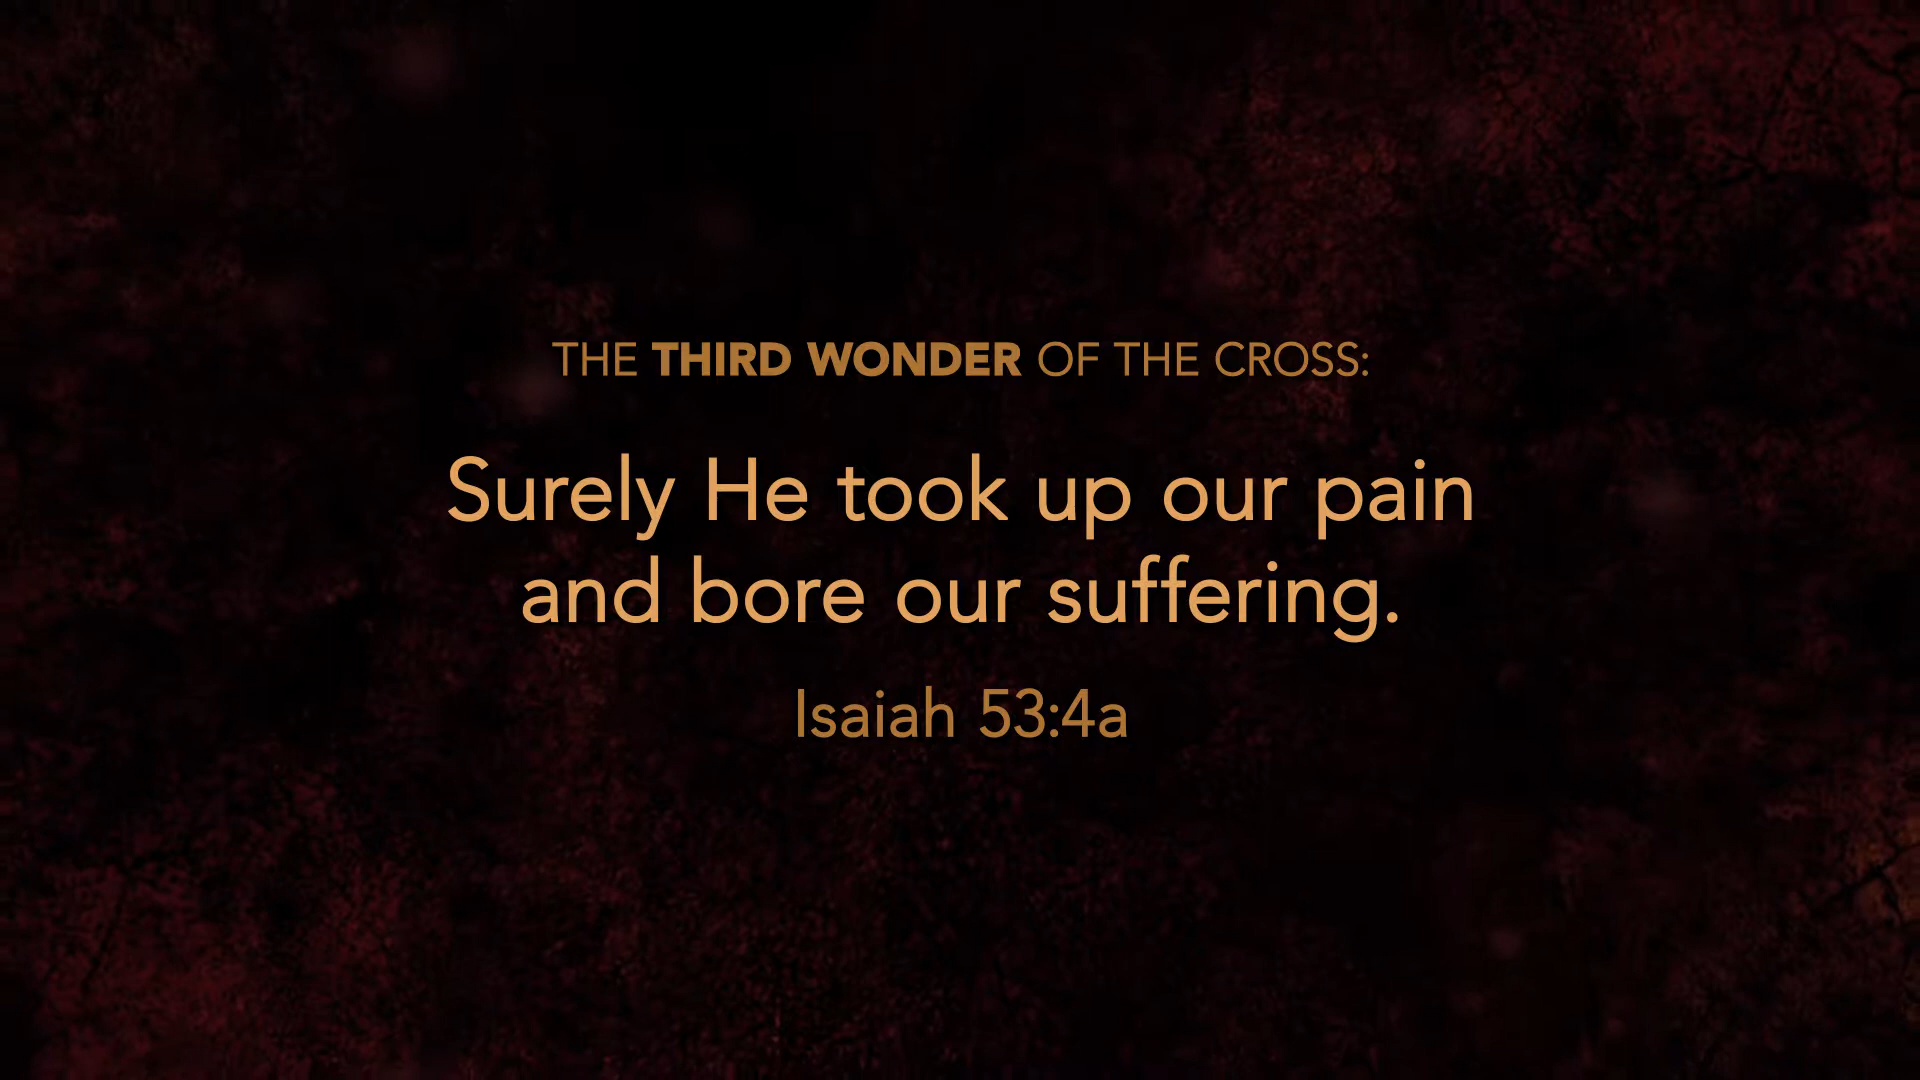 THE THIRD WONDER OF THE CROSS:
Surely He took up our pain
and bore our suffering.
Isaiah 53:4a